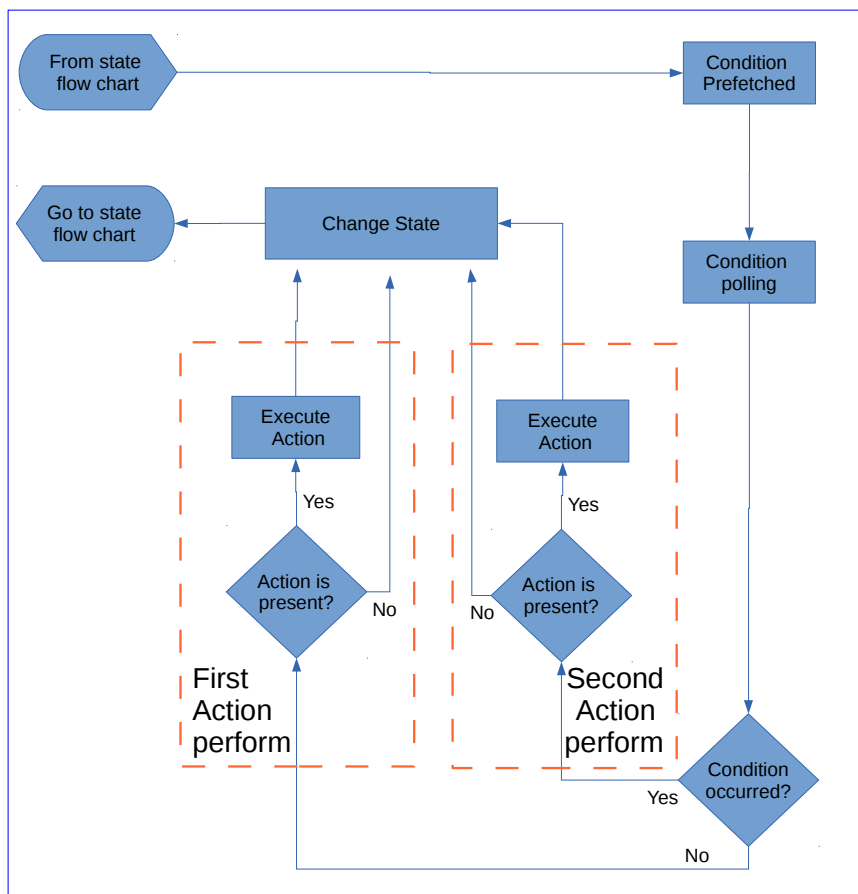 From state
flow chart
Condition
Prefetched
Go to state
flow chart
Change State
Condition
polling
Execute
Action
Execute
Action
Yes
Yes
Action is
present?
No
Action is
present?
No
First
Action
perform
Second
Action
perform
Condition
occurred?
Yes
No